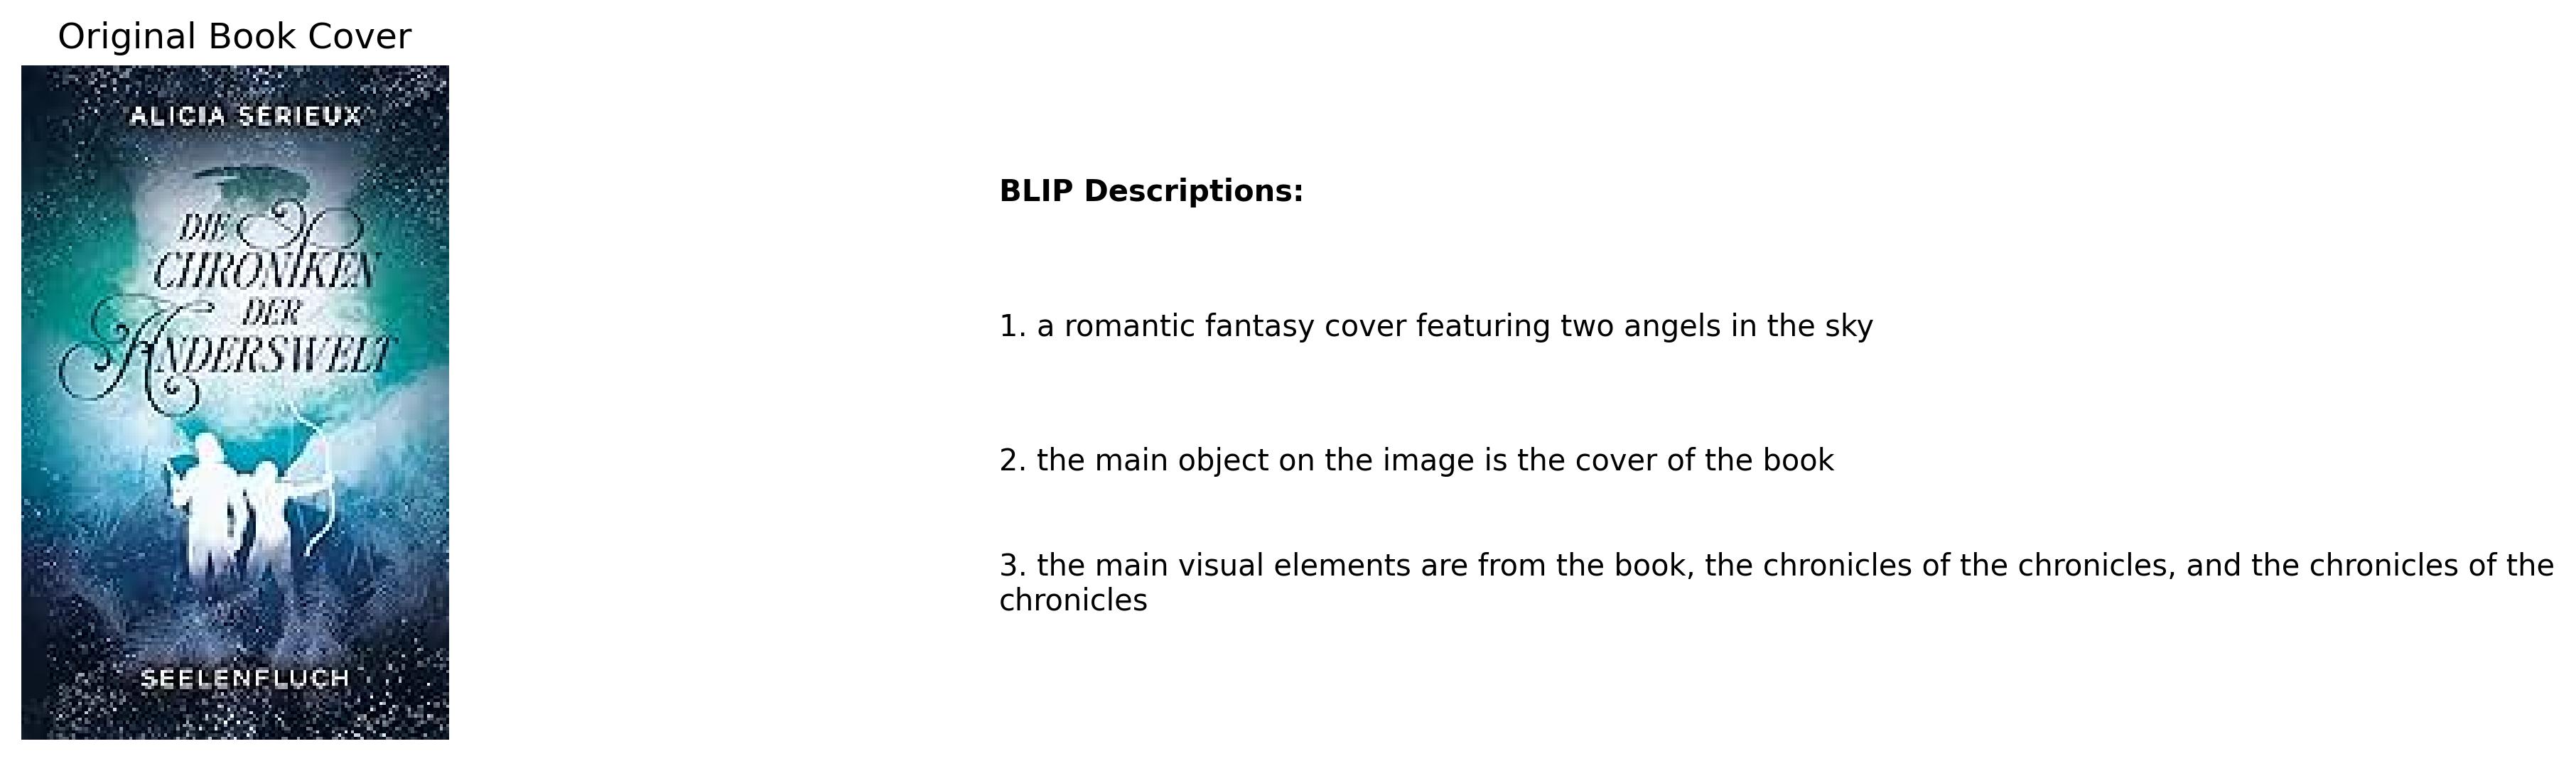 Original Book Cover
ALICIA SERIEUX
DIE
CHRONIKEN
DER
ANDERSWELT
SEELENFLUCH
BLIP Descriptions:
1. a romantic fantasy cover featuring two angels in the sky
2. the main object on the image is the cover of the book
3. the main visual elements are from the book, the chronicles of the chronicles, and the chronicles of the
chronicles